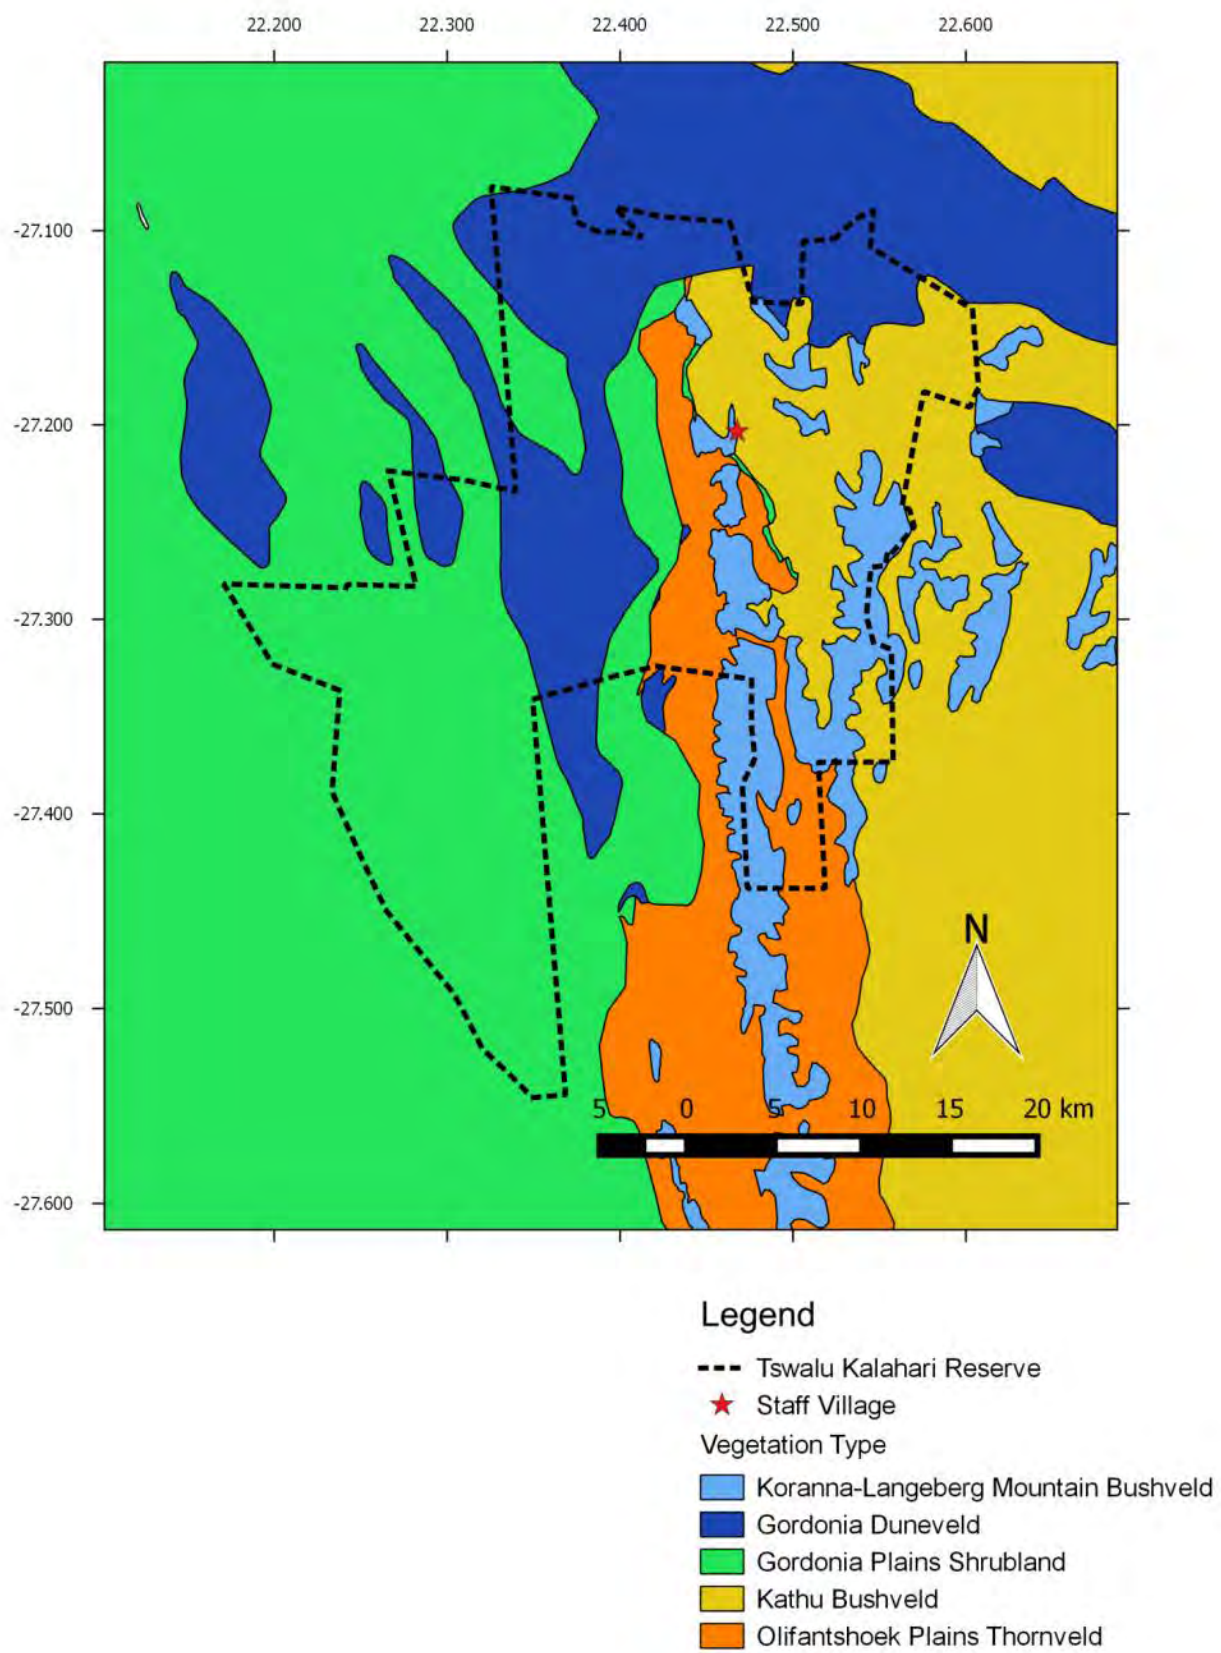 22.200 22.300 22.400 22.500 22.600
-27.100
-27.200
-27.300
-27.400
N
-27.500
5 0 5 10 15 20 km
-27.600
Legend
Tswalu Kalahari Reserve
Staff Village
Vegetation Type
Koranna-Langeberg Mountain Bushveld
Gordonia Duneveld
Gordonia Plains Shrubland
Kathu Bushveld
Olifantshoek Plains Thornveld